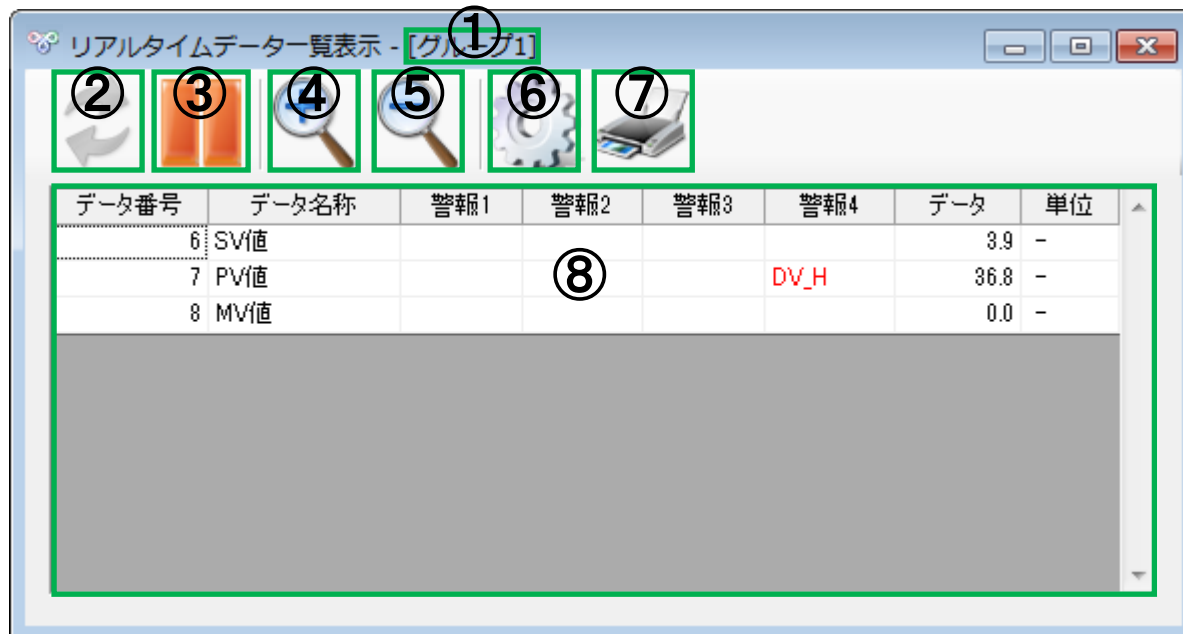 ①
リアルタイムデーター覧表示 - [グループ1]
② ③ ④ ⑤ ⑥ ⑦
データ番号 データ名称 警報1 警報2 警報3 警報4 データ 単位
6 SV値 3.9 -
7 PV値 DV_H 36.8 -
8 MV値 0.0 -
⑧